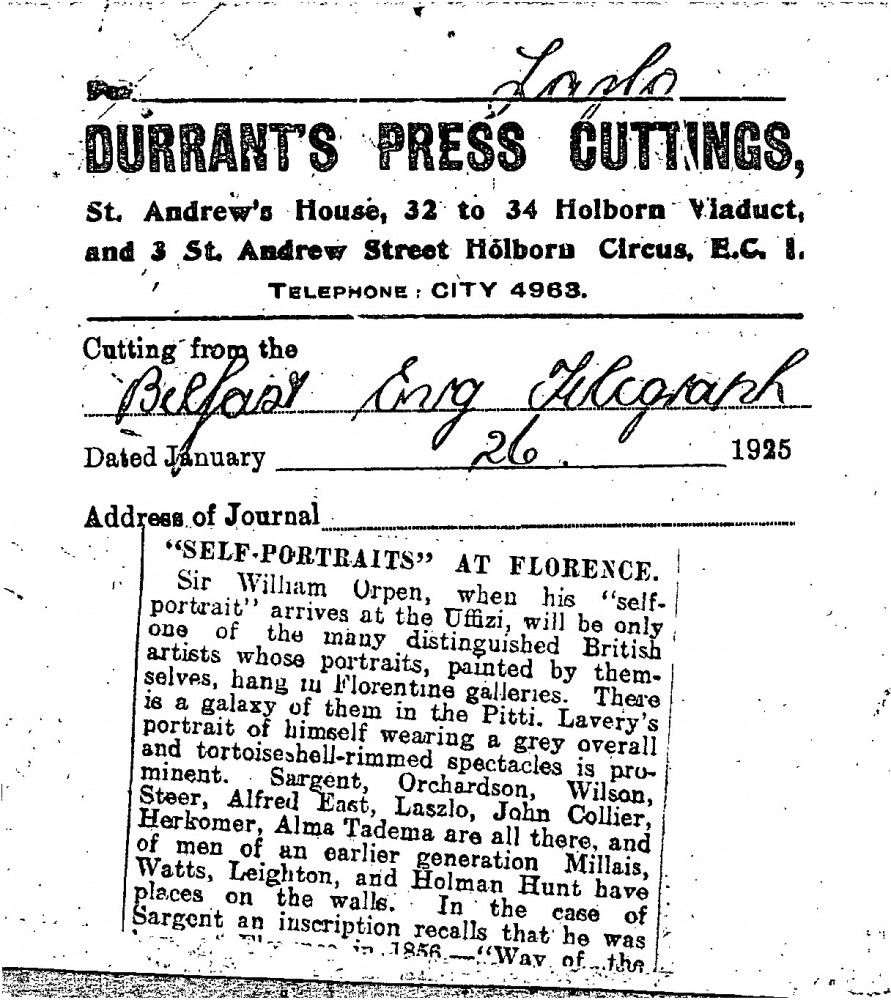 For Laszlo
DURRANT'S PRESS CUTTINGS,
St. Andrew's House, 32 to 34 Holborn Viaduct,
and 3 St. Andrew Street Holborn Circus, E.C. 1.
TELEPHONE: CITY 4963.
Cutting from the
Belfast Evng Telegraph
Dated January 26. 1925
Address of Journal
"SELF-PORTRAITS" AT FLORENCE.
Sir William Orpen, when his "self-
portrait" arrives at the Uffizi, will be only
one of the many distinguished British
artists whose portraits, painted by them-
selves, hang in Florentine galleries. There
is a galaxy of them in the Pitti. Lavery's
portrait of himself wearing a grey overall
and tortoiseshell-rimmed spectacles is pro-
minent. Sargent, Orchardson, Wilson,
Steer, Alfred East, Laszlo, John Collier,
Herkomer, Alma Tadema are all there, and
of men of an earlier generation Millais,
Watts, Leighton, and Holman Hunt have
places on the walls. In the case of
Sargent an inscription recalls that he was
in 1856.—"Way of the